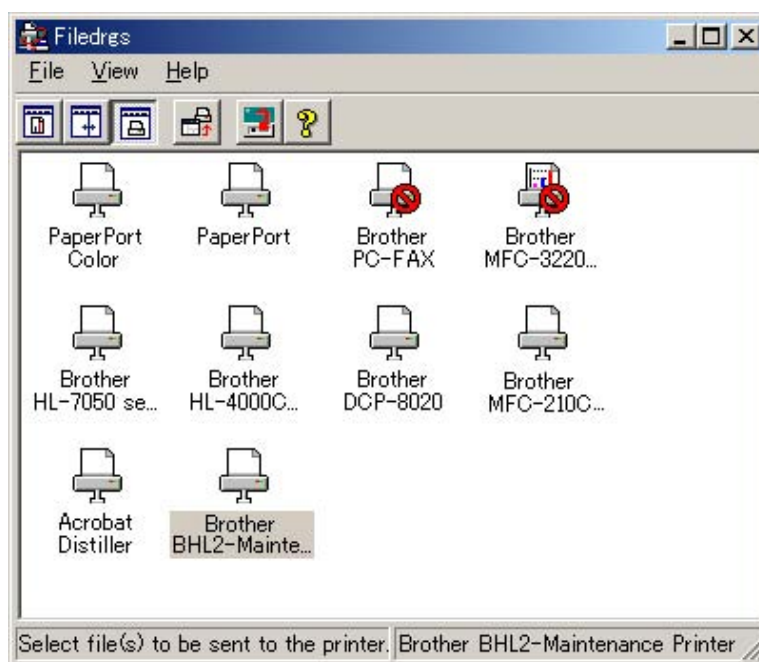 Filedrgs
File View Help
PaperPort
Color
PaperPort
Brother
PC-FAX
Brother
MFC-3220...
Brother
HL-7050 se...
Brother
HL-4000C...
Brother
DCP-8020
Brother
MFC-210C...
Acrobat
Distiller
Brother
BHL2-Mainte...
Select file(s) to be sent to the printer. Brother BHL2-Maintenance Printer